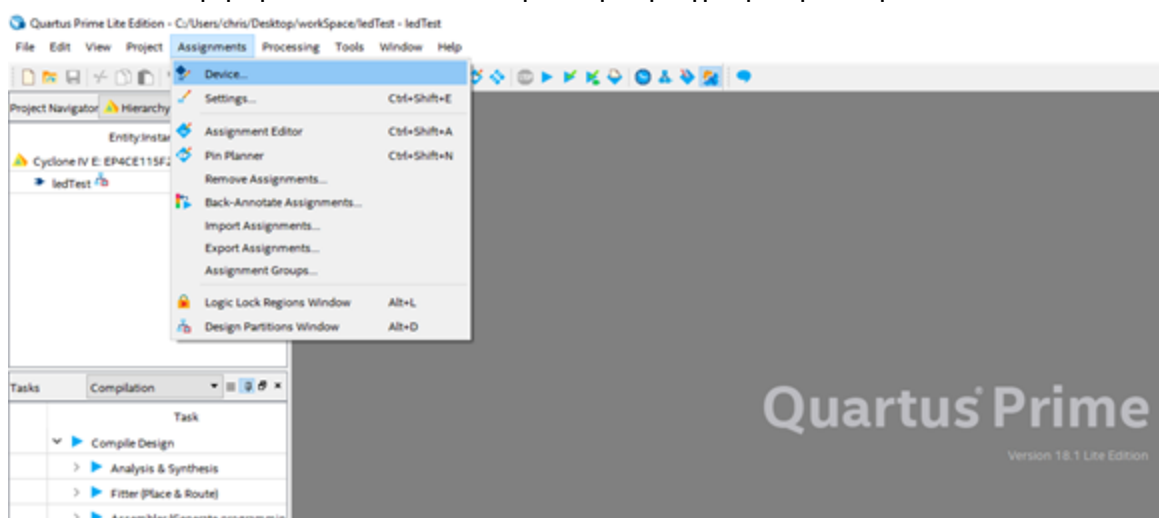 Quartus Prime Lite Edition - C:/Users/chris/Desktop/workSpace/ledTest - ledTest
File Edit View Project Assignments Processing Tools Window Help
Device...
Settings... Ctrl+Shift+E
Project Navigator Hierarchy
Assignment Editor Ctrl+Shift+A
Entity:Instan
Pin Planner Ctrl+Shift+N
Cyclone IV E: EP4CE115F2
Remove Assignments...
ledTest
Back-Annotate Assignments...
Import Assignments...
Export Assignments...
Assignment Groups...
Logic Lock Regions Window Alt+L
Design Partitions Window Alt+D
Tasks Compilation
Task
Compile Design
Analysis & Synthesis
Fitter (Place & Route)
Quartus Prime
Version 18.1 Lite Edition